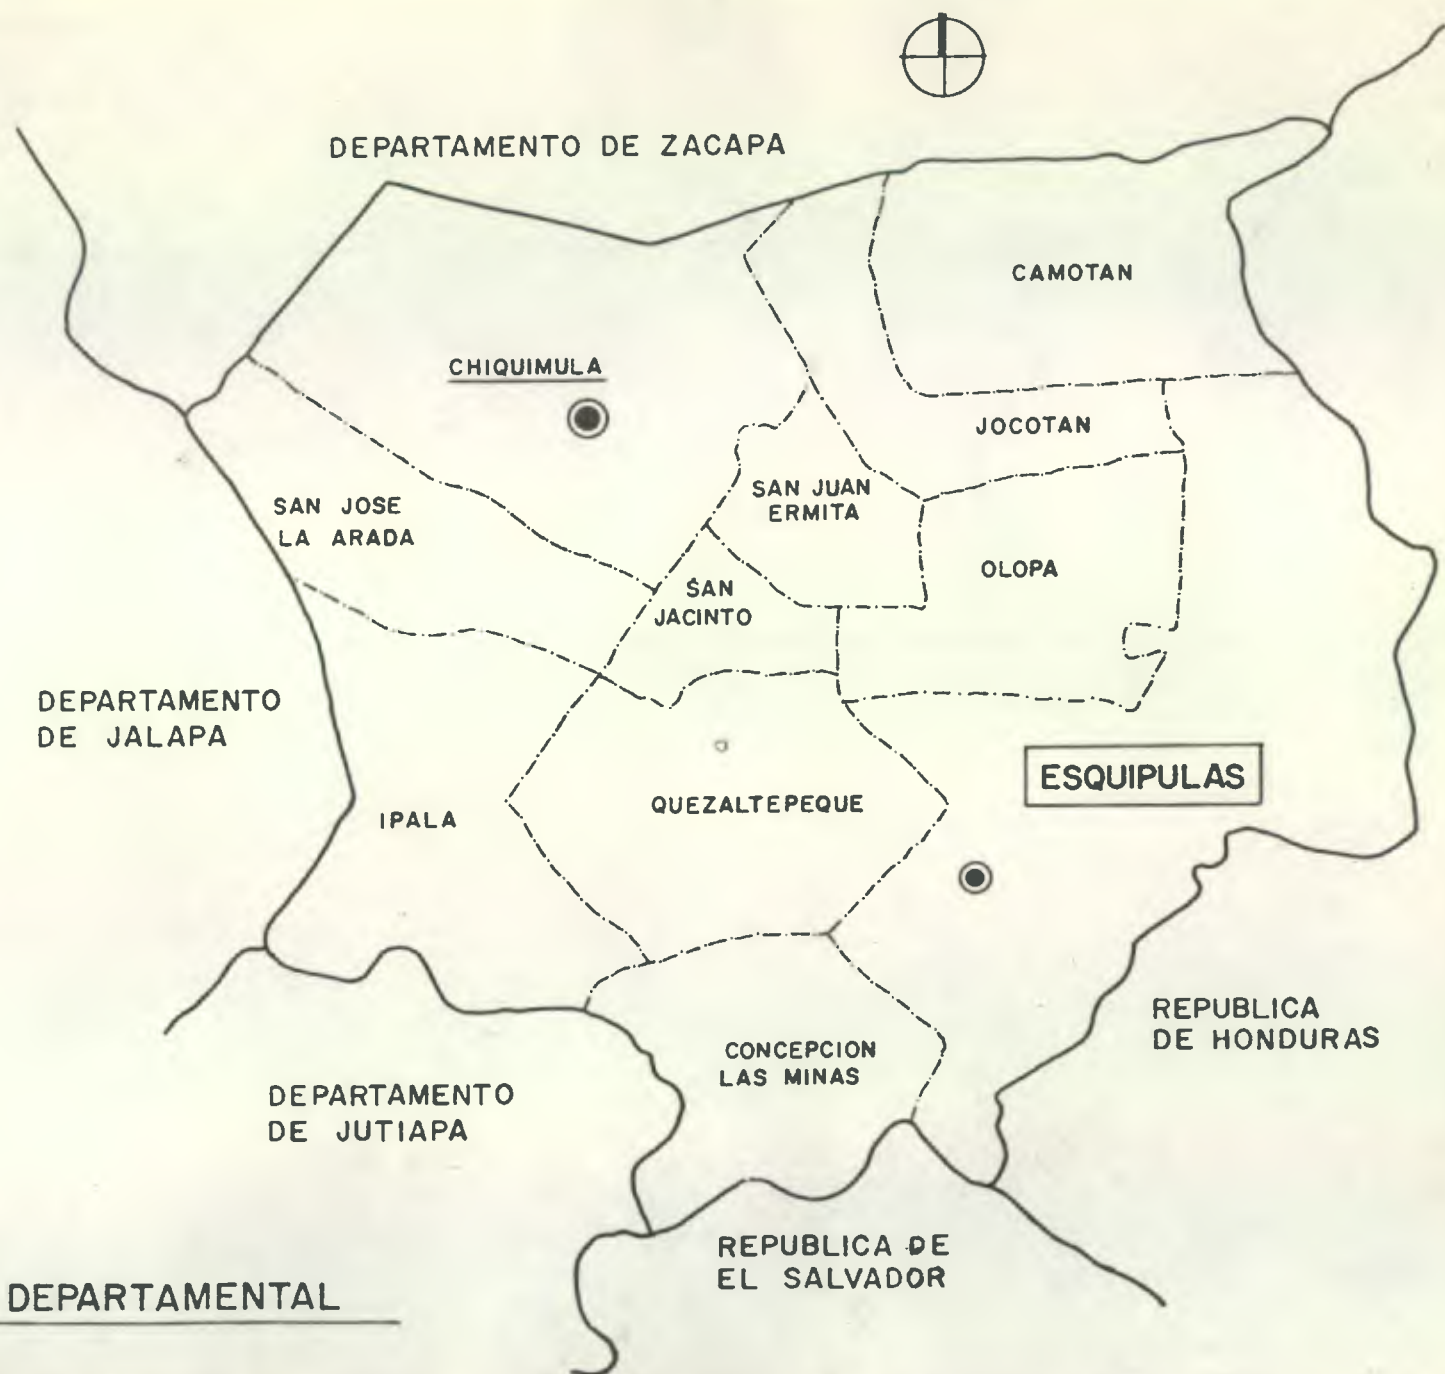 DEPARTAMENTO DE ZACAPA
CAMOTAN
CHIQUIMULA
JOCOTAN
SAN JUAN
ERMITA
SAN JOSE
LA ARADA
OLOPA
SAN
JACINTO
DEPARTAMENTO
DE JALAPA
ESQUIPULAS
QUEZALTEPEQUE
IPALA
REPUBLICA
DE HONDURAS
CONCEPCION
LAS MINAS
DEPARTAMENTO
DE JUTIAPA
REPUBLICA DE
EL SALVADOR
DEPARTAMENTAL